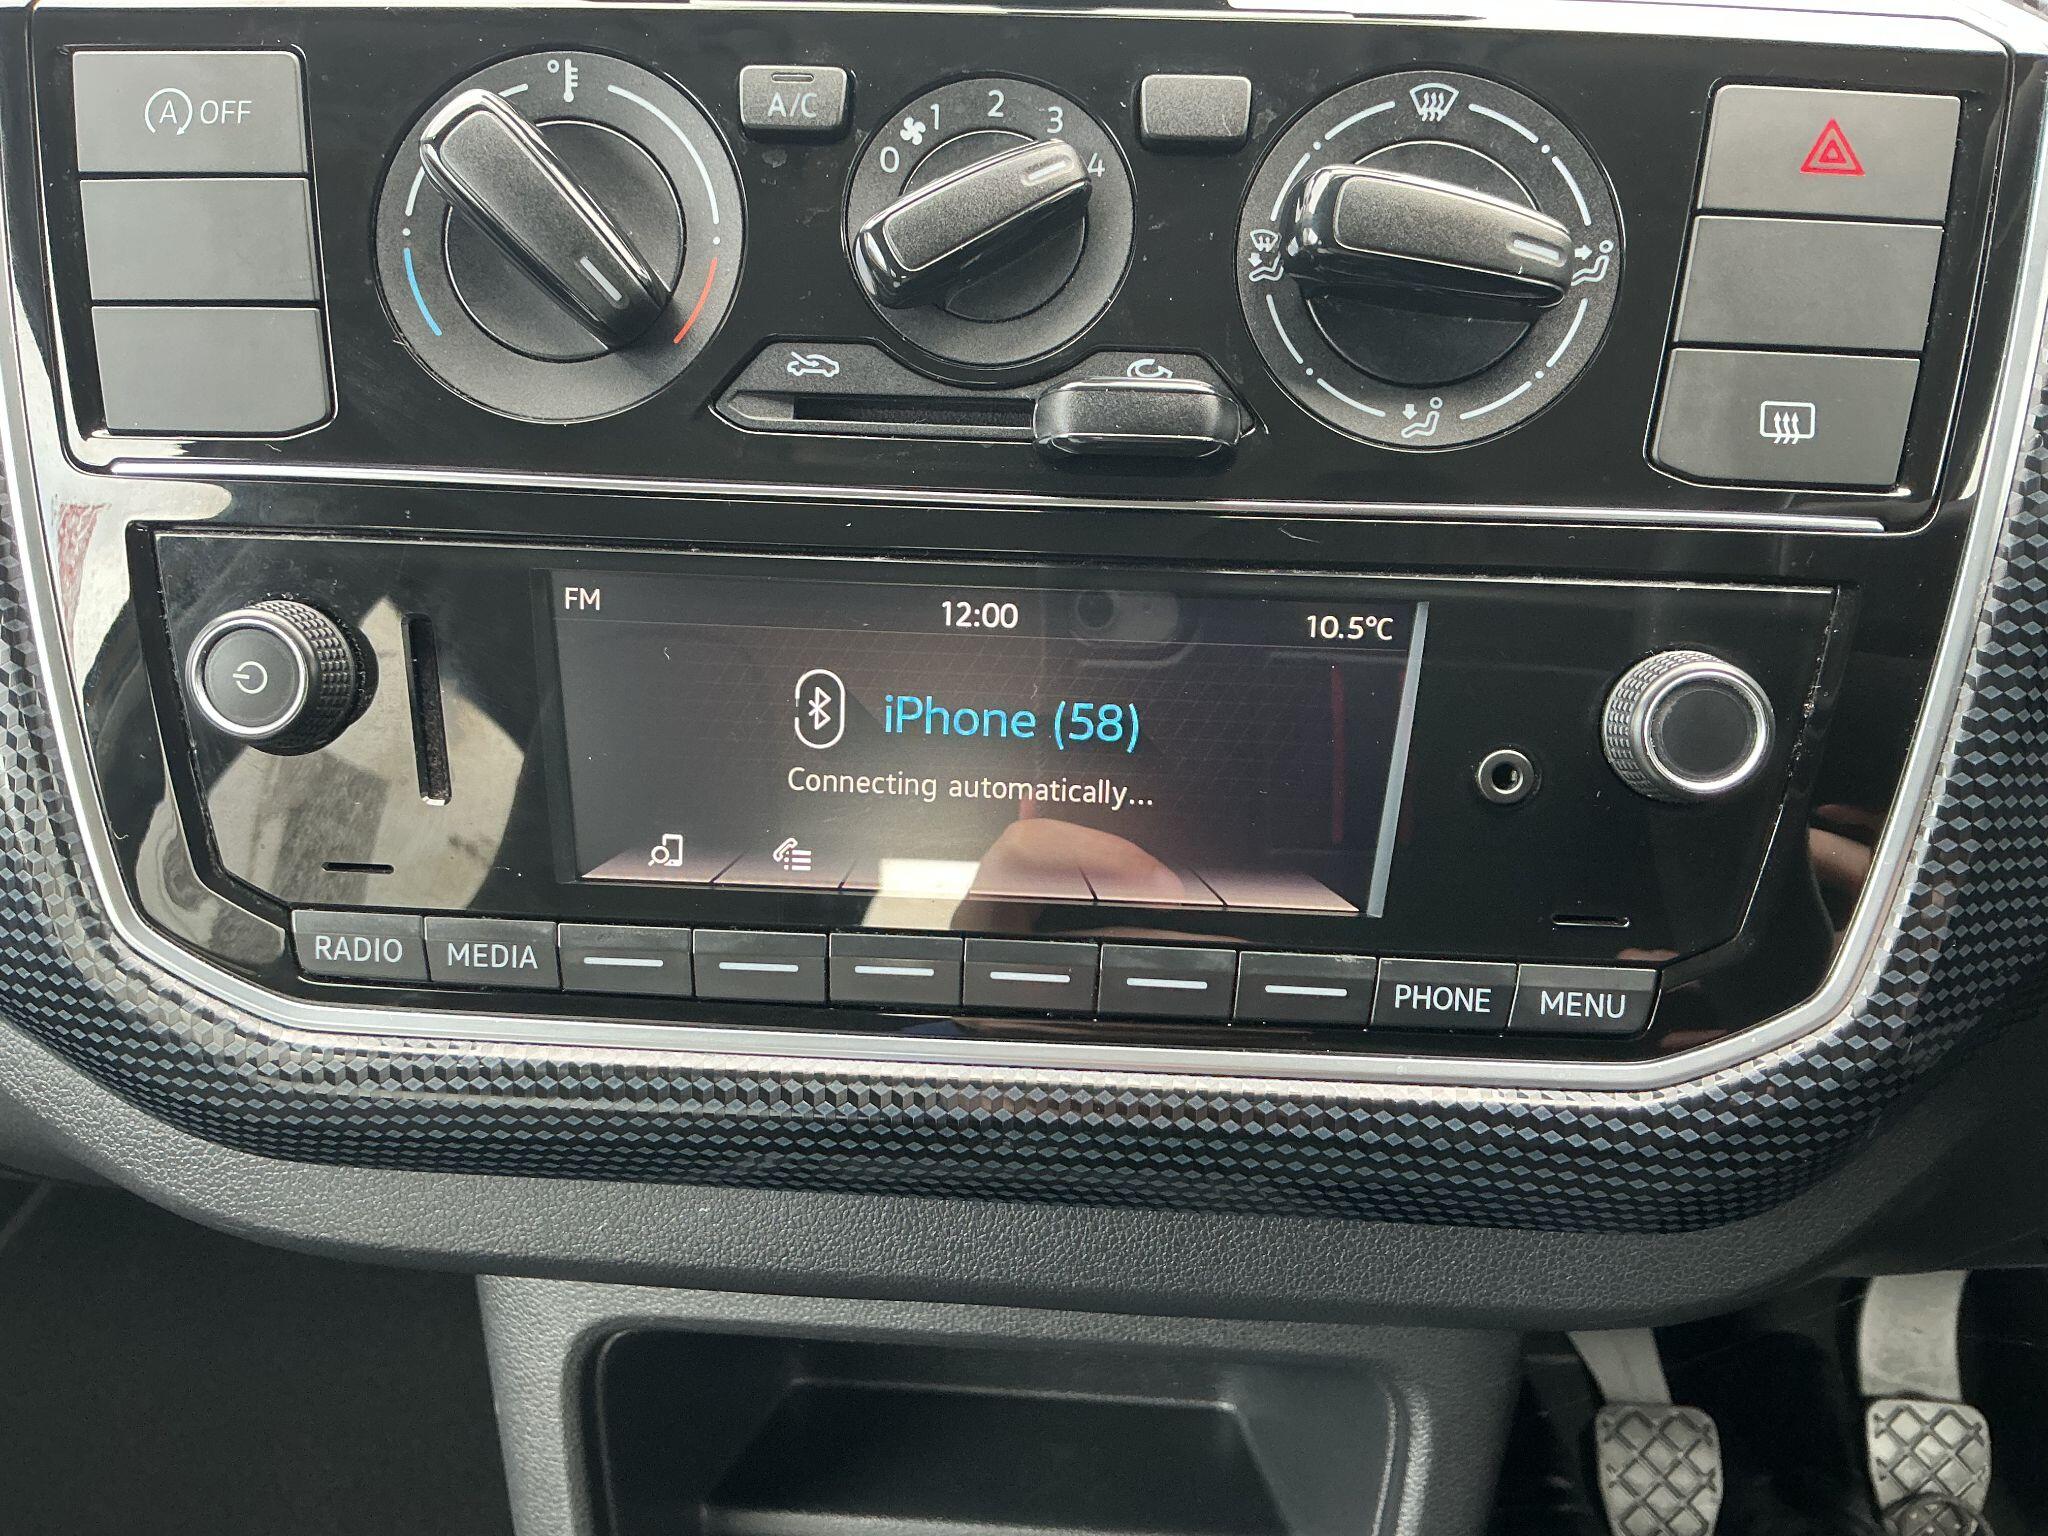 A OFF
A/C
0 1 2 3 4
FM 12:00 10.5°C
iPhone (58)
Connecting automatically...
RADIO MEDIA PHONE MENU